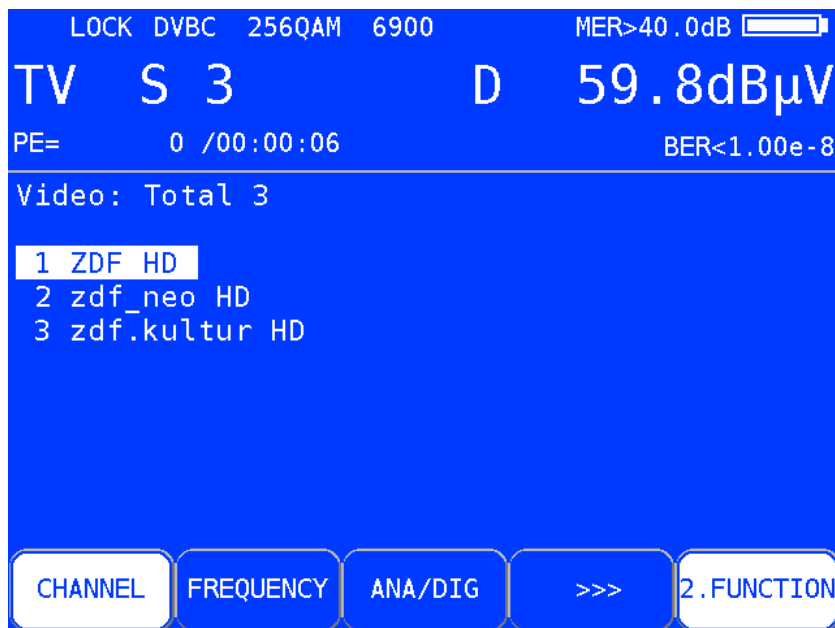 LOCK DVBC 256QAM 6900 MER>40.0dB
TV S 3 D 59.8dBµV
PE= 0 /00:00:06 BER<1.00e-8
Video: Total 3
1 ZDF HD
2 zdf_neo HD
3 zdf.kultur HD
CHANNEL FREQUENCY ANA/DIG >>> 2.FUNCTION